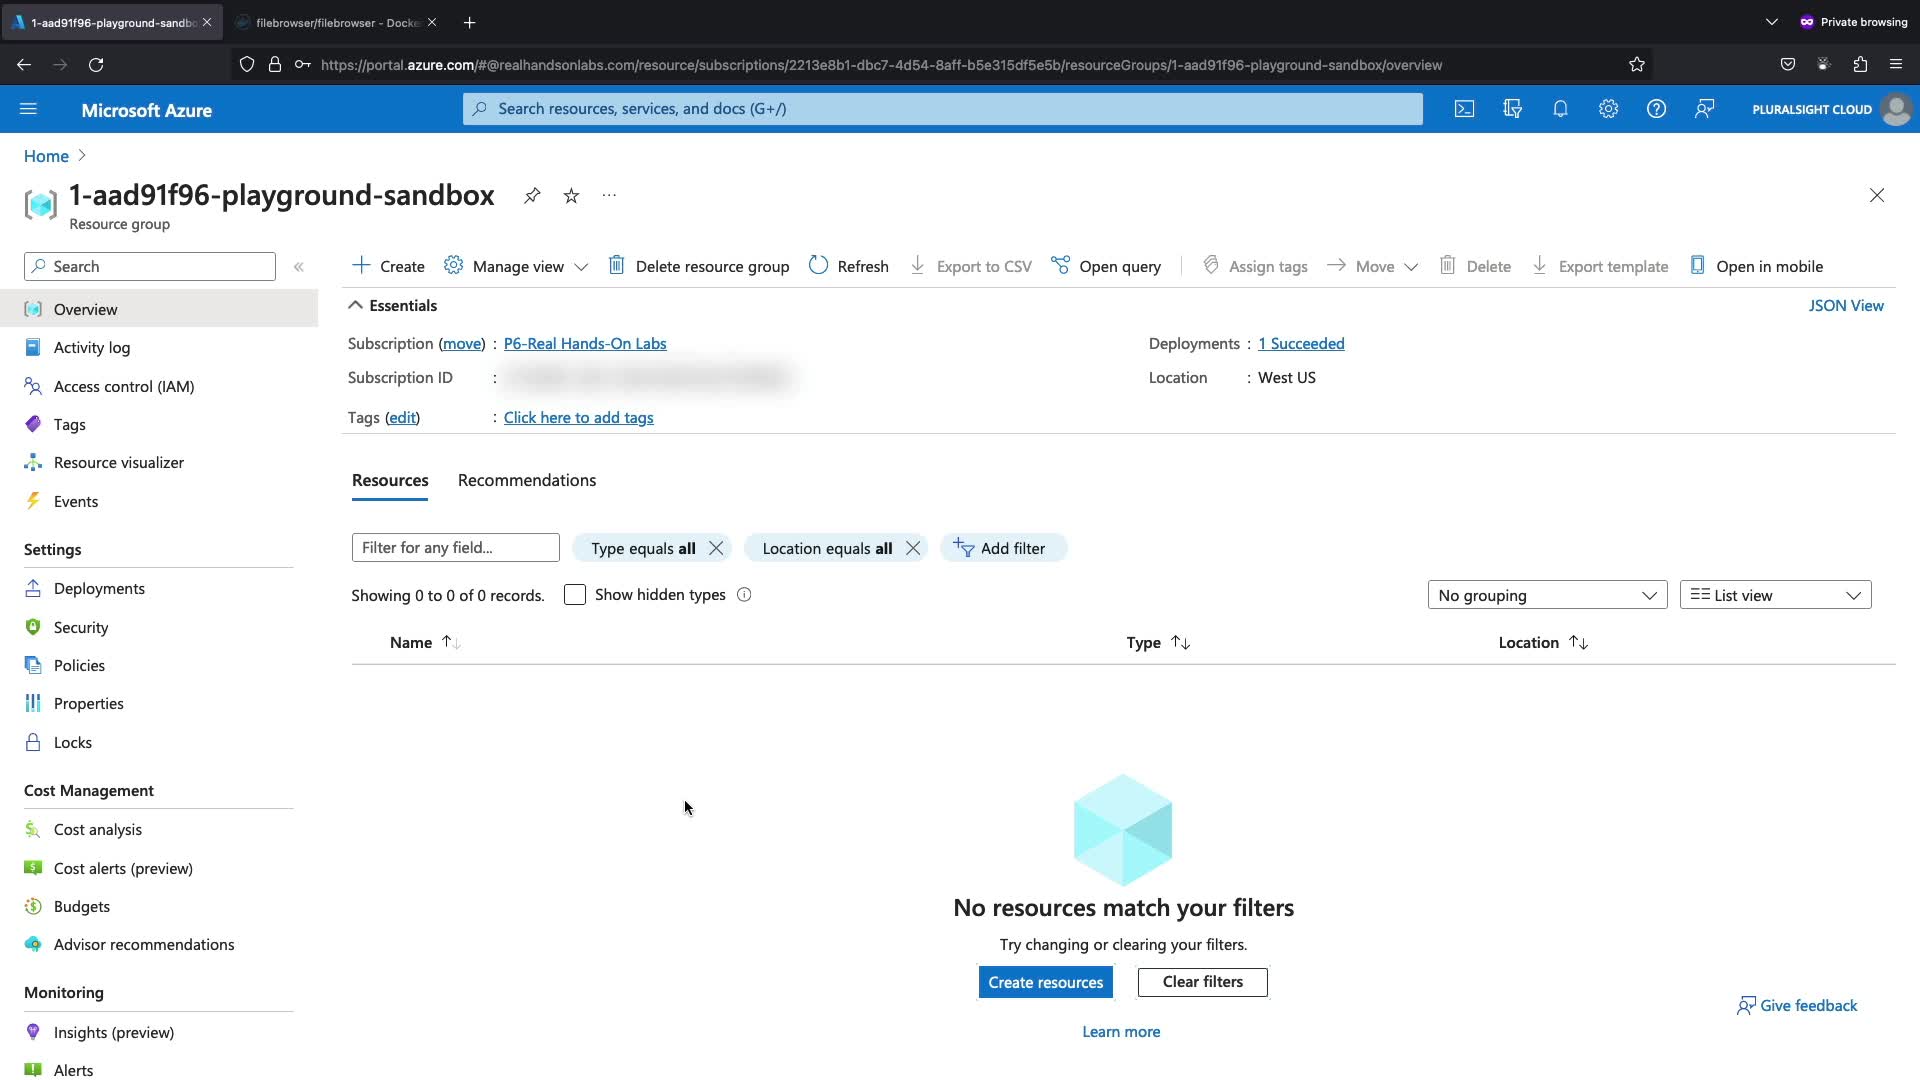 1-aad91f96-playground-sandbo
filebrowser/filebrowser - Docke
Private browsing
https://portal.azure.com/#@realhandsonlabs.com/resource/subscriptions/2213e8b1-dbc7-4d54-8aff-b5e315df5e5b/resourceGroups/1-aad91f96-playground-sandbox/overview
Microsoft Azure
Search resources, services, and docs (G+/)
PLURALSIGHT CLOUD
Home
1-aad91f96-playground-sandbox
Resource group
Search
Create
Manage view
Delete resource group
Refresh
Export to CSV
Open query
Assign tags
Move
Delete
Export template
Open in mobile
Overview
Activity log
Access control (IAM)
Tags
Resource visualizer
Events
Settings
Deployments
Security
Policies
Properties
Locks
Cost Management
Cost analysis
Cost alerts (preview)
Budgets
Advisor recommendations
Monitoring
Insights (preview)
Alerts
Essentials
JSON View
Subscription (move) : P6-Real Hands-On Labs
Deployments : 1 Succeeded
Subscription ID :
Location : West US
Tags (edit) : Click here to add tags
Resources
Recommendations
Filter for any field...
Type equals all
Location equals all
Add filter
Showing 0 to 0 of 0 records.
Show hidden types
No grouping
List view
Name
Type
Location
No resources match your filters
Try changing or clearing your filters.
Create resources
Clear filters
Learn more
Give feedback